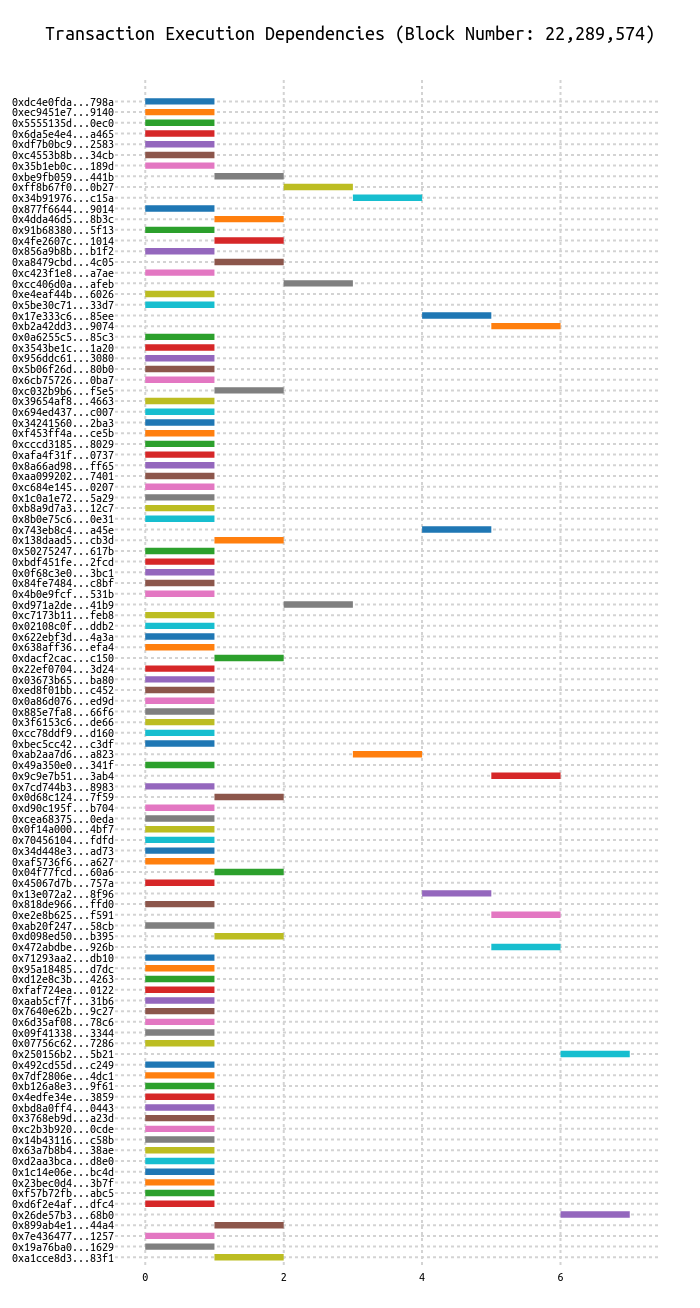 Transaction Execution Dependencies (Block Number: 22,289,574)
0xdc4e0fda...798a
0xec9451e7...9140
0x5555135d...0ec0
0x6da5e4e4...a465
0xdf7b0bc9...2583
0xc4553b8b...34cb
0x35b1eb0c...189d
0xbe9fb059...441b
0xff8b67f0...0b27
0x34b91976...c15a
0x877f6644...9014
0x4dda46d5...8b3c
0x91b68380...5f13
0x4fe2607c...1014
0x856a9b8b...b1f2
0xa8479cbd...4c05
0xc423f1e8...a7ae
0xcc406d0a...afeb
0xe4eaf44b...6026
0x5be30c71...33d7
0x17e333c6...85ee
0xb2a42dd3...9074
0x0a6255c5...85c3
0x3543be1c...1a20
0x956ddc61...3080
0x5b06f26d...80b0
0x6cb75726...0ba7
0xc032b9b6...f5e5
0x39654af8...4663
0x694ed437...c007
0x34241560...2ba3
0xf453ff4a...ce5b
0xcccd3185...8029
0xafa4f31f...0737
0x8a66ad98...ff65
0xaa099202...7401
0xc684e145...0207
0x1c0a1e72...5a29
0xb8a9d7a3...12c7
0x8b0e75c6...0e31
0x743eb8c4...a45e
0x138daad5...cb3d
0x50275247...617b
0xbdf451fe...2fcd
0x0f68c3e0...3bc1
0x84fe7484...c8bf
0x4b0e9fcf...531b
0xd971a2de...41b9
0xc7173b11...feb8
0x02108c0f...ddb2
0x622ebf3d...4a3a
0x638aff36...efa4
0xdacf2cac...c150
0x22ef0704...3d24
0x03673b65...ba80
0xed8f01bb...c452
0x0a86d076...ed9d
0x885e7fa8...66f6
0x3f6153c6...de66
0xcc78ddf9...d160
0xbec5cc42...c3df
0xab2aa7d6...a823
0x49a350e0...341f
0x9c9e7b51...3ab4
0x7cd744b3...8983
0x0d68c124...7f59
0xd90c195f...b704
0xcea68375...0eda
0x0f14a000...4bf7
0x70456104...fdfd
0x34d448e3...ad73
0xaf5736f6...a627
0x04f77fcd...60a6
0x45067d7b...757a
0x13e072a2...8f96
0x818de966...ffd0
0xe2e8b625...f591
0xab20f247...58cb
0xd098ed50...b395
0x472abdbe...926b
0x71293aa2...db10
0x95a18485...d7dc
0xd12e8c3b...4263
0xfaf724ea...0122
0xaab5cf7f...31b6
0x7640e62b...9c27
0x6d35af08...78c6
0x09f41338...3344
0x07756c62...7286
0x250156b2...5b21
0x492cd55d...c249
0x7df2806e...4dc1
0xb126a8e3...9f61
0x4edfe34e...3859
0xbd8a0ff4...0443
0x3768eb9d...a23d
0xc2b3b920...0cde
0x14b43116...c58b
0x63a7b8b4...38ae
0xd2aa3bca...d8e0
0x1c14e06e...bc4d
0x23bec0d4...3b7f
0xf57b72fb...abc5
0xd6f2e4af...dfc4
0x26de57b3...68b0
0x899ab4e1...44a4
0x7e436477...1257
0x19a76ba0...1629
0xa1cce8d3...83f1
0 2 4 6